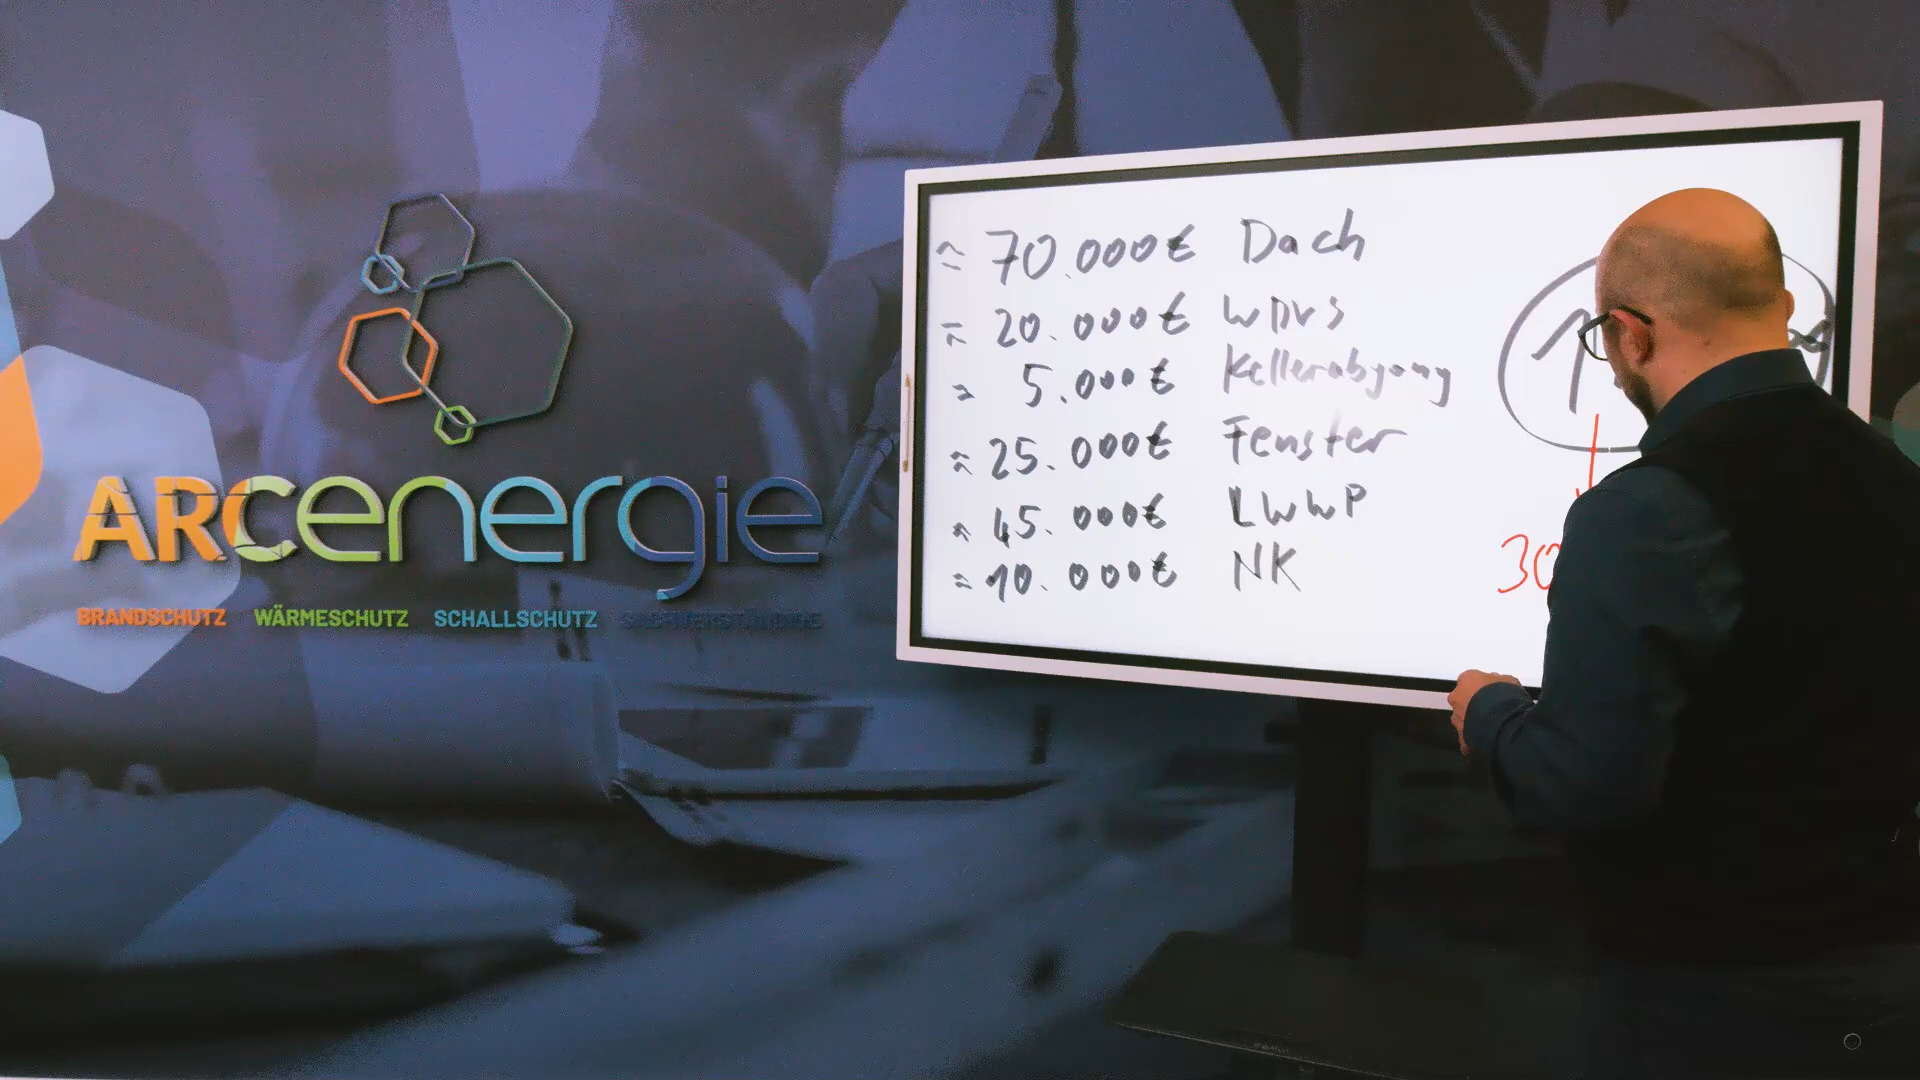 ARCENERGIE
BRANDSCHUTZ WÄRMESCHUTZ SCHALLSCHUTZ
≈ 70.000€ Dach
≈ 20.000€ WDVS
≈ 5.000€ Kellerabgang
≈ 25.000€ Fenster
≈ 45.000€ LWWP
≈ 10.000€ NK
30